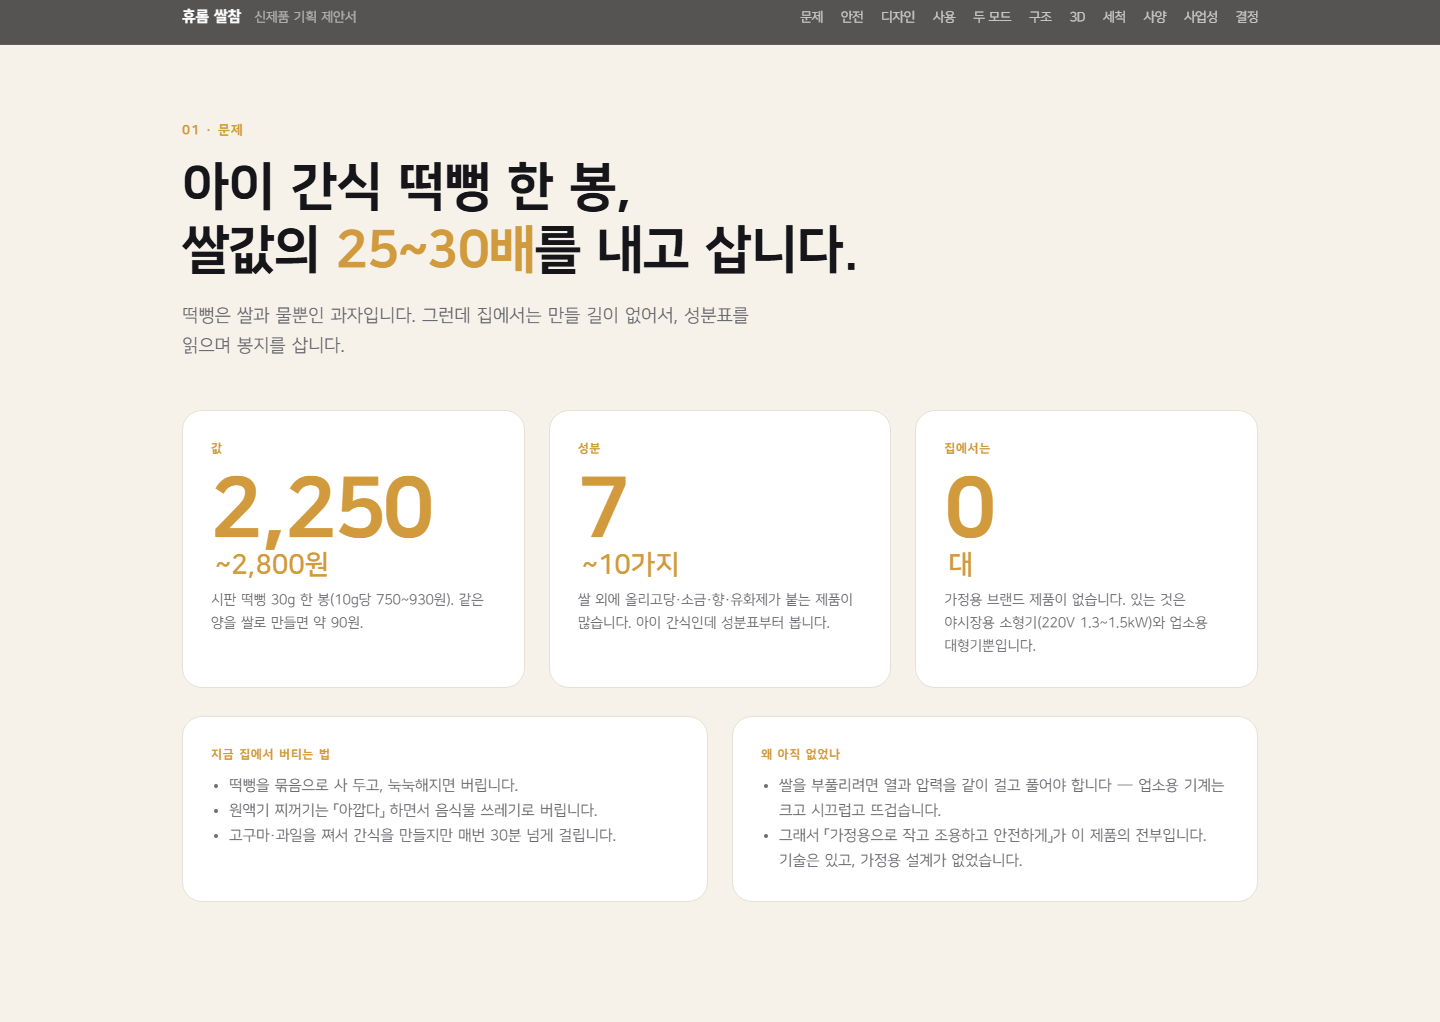 휴롬 쌀참 신제품 기획 제안서
문제 안전 디자인 사용 두 모드 구조 3D 세척 사양 사업성 결정
01 · 문제
아이 간식 떡뻥 한 봉,
쌀값의 25~30배를 내고 삽니다.
떡뻥은 쌀과 물뿐인 과자입니다. 그런데 집에서는 만들 길이 없어서, 성분표를
읽으며 봉지를 삽니다.
값
2,250
~2,800원
시판 떡뻥 30g 한 봉(10g당 750~930원). 같은
양을 쌀로 만들면 약 90원.
성분
7
~10가지
쌀 외에 올리고당·소금·향·유화제가 붙는 제품이
많습니다. 아이 간식인데 성분표부터 봅니다.
집에서는
0
대
가정용 브랜드 제품이 없습니다. 있는 것은
야시장용 소형기(220V 1.3~1.5kW)와 업소용
대형기뿐입니다.
지금 집에서 버티는 법
• 떡뻥을 묶음으로 사 두고, 눅눅해지면 버립니다.
• 원액기 찌꺼기는 「아깝다」 하면서 음식물 쓰레기로 버립니다.
• 고구마·과일을 쪄서 간식을 만들지만 매번 30분 넘게 걸립니다.
왜 아직 없었나
• 쌀을 부풀리려면 열과 압력을 같이 걸고 풀어야 합니다 — 업소용 기계는
크고 시끄럽고 뜨겁습니다.
• 그래서 「가정용으로 작고 조용하고 안전하게」가 이 제품의 전부입니다.
기술은 있고, 가정용 설계가 없었습니다.